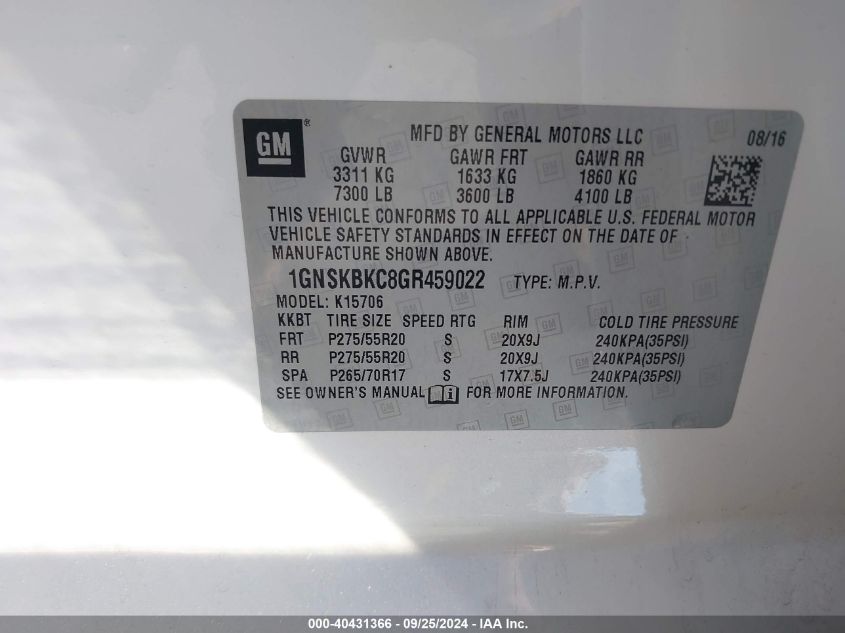 GM ®
MFD BY GENERAL MOTORS LLC 08/16
GVWR GAWR FRT GAWR RR
3311 KG 1633 KG 1860 KG
7300 LB 3600 LB 4100 LB
THIS VEHICLE CONFORMS TO ALL APPLICABLE U.S. FEDERAL MOTOR
VEHICLE SAFETY STANDARDS IN EFFECT ON THE DATE OF
MANUFACTURE SHOWN ABOVE.
1GNSKBKC8GR459022 TYPE: M.P.V.
MODEL: K15706
KKBT TIRE SIZE SPEED RTG RIM COLD TIRE PRESSURE
FRT P275/55R20 S 20X9J 240KPA(35PSI)
RR P275/55R20 S 20X9J 240KPA(35PSI)
SPA P265/70R17 S 17X7.5J 240KPA(35PSI)
SEE OWNER'S MANUAL i FOR MORE INFORMATION.
000-40431366 - 09/25/2024 - IAA Inc.